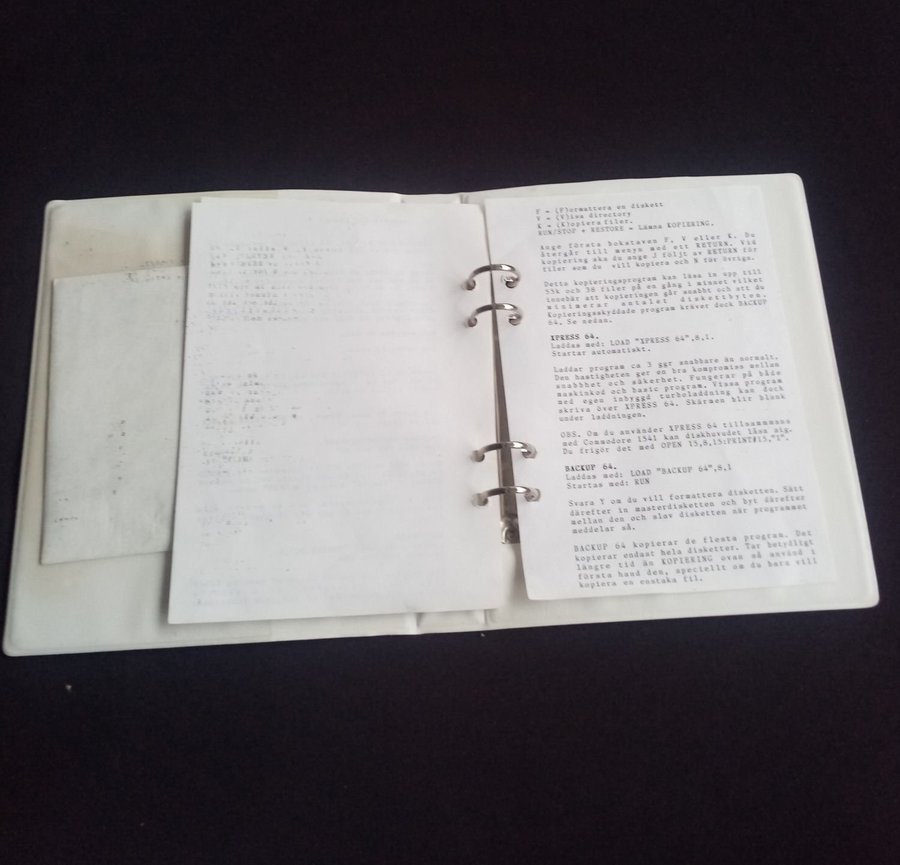 F = (F)ormattera en diskett
V = (V)isa directory
K = (K)opiera filer.
RUN/STOP + RESTORE = Lämna KOPIERING.
Ange första bokstaven F, V eller K. Du
återgår till menyn med ett RETURN. Vid
kopiering ska du ange J följt av RETURN för
filer som du vill kopiera och N för övriga.
Detta kopieringsprogram kan läsa in upp till
55k och 38 filer på en gång i minnet vilket
innebär att kopieringen går snabbt och att du
minimerar antalet diskettbyten.
Kopieringsskyddade program kräver dock BACKUP
64. Se nedan.
XPRESS 64.
Laddas med: LOAD "XPRESS 64",8,1.
Startar automatiskt.
Laddar program ca 3 ggr snabbare än normalt.
Den hastigheten ger en bra kompromiss mellan
snabbhet och säkerhet. Fungerar på både
maskinkod och basic program. Vissa program
med egen inbyggd turboladdning kan dock
skriva över XPRESS 64. Skärmen blir blank
under laddningen.
OBS. Om du använder XPRESS 64 tillsammmans
med Commodore 1541 kan diskhuvudet låsa sig.
Du frigör det med OPEN 15,8,15:PRINT#15,"I".
BACKUP 64.
Laddas med: LOAD "BACKUP 64",8,1
Startas med: RUN
Svara Y om du vill formattera disketten. Sätt
därefter in masterdisketten och byt därefter
mellan den och slav disketten när programmet
meddelar så.
BACKUP 64 kopierar de flesta program. Det
kopierar endast hela disketter. Tar betydligt
längre tid än KOPIERING ovan så använd i
första hand den, speciellt om du bara vill
kopiera en enstaka fil.